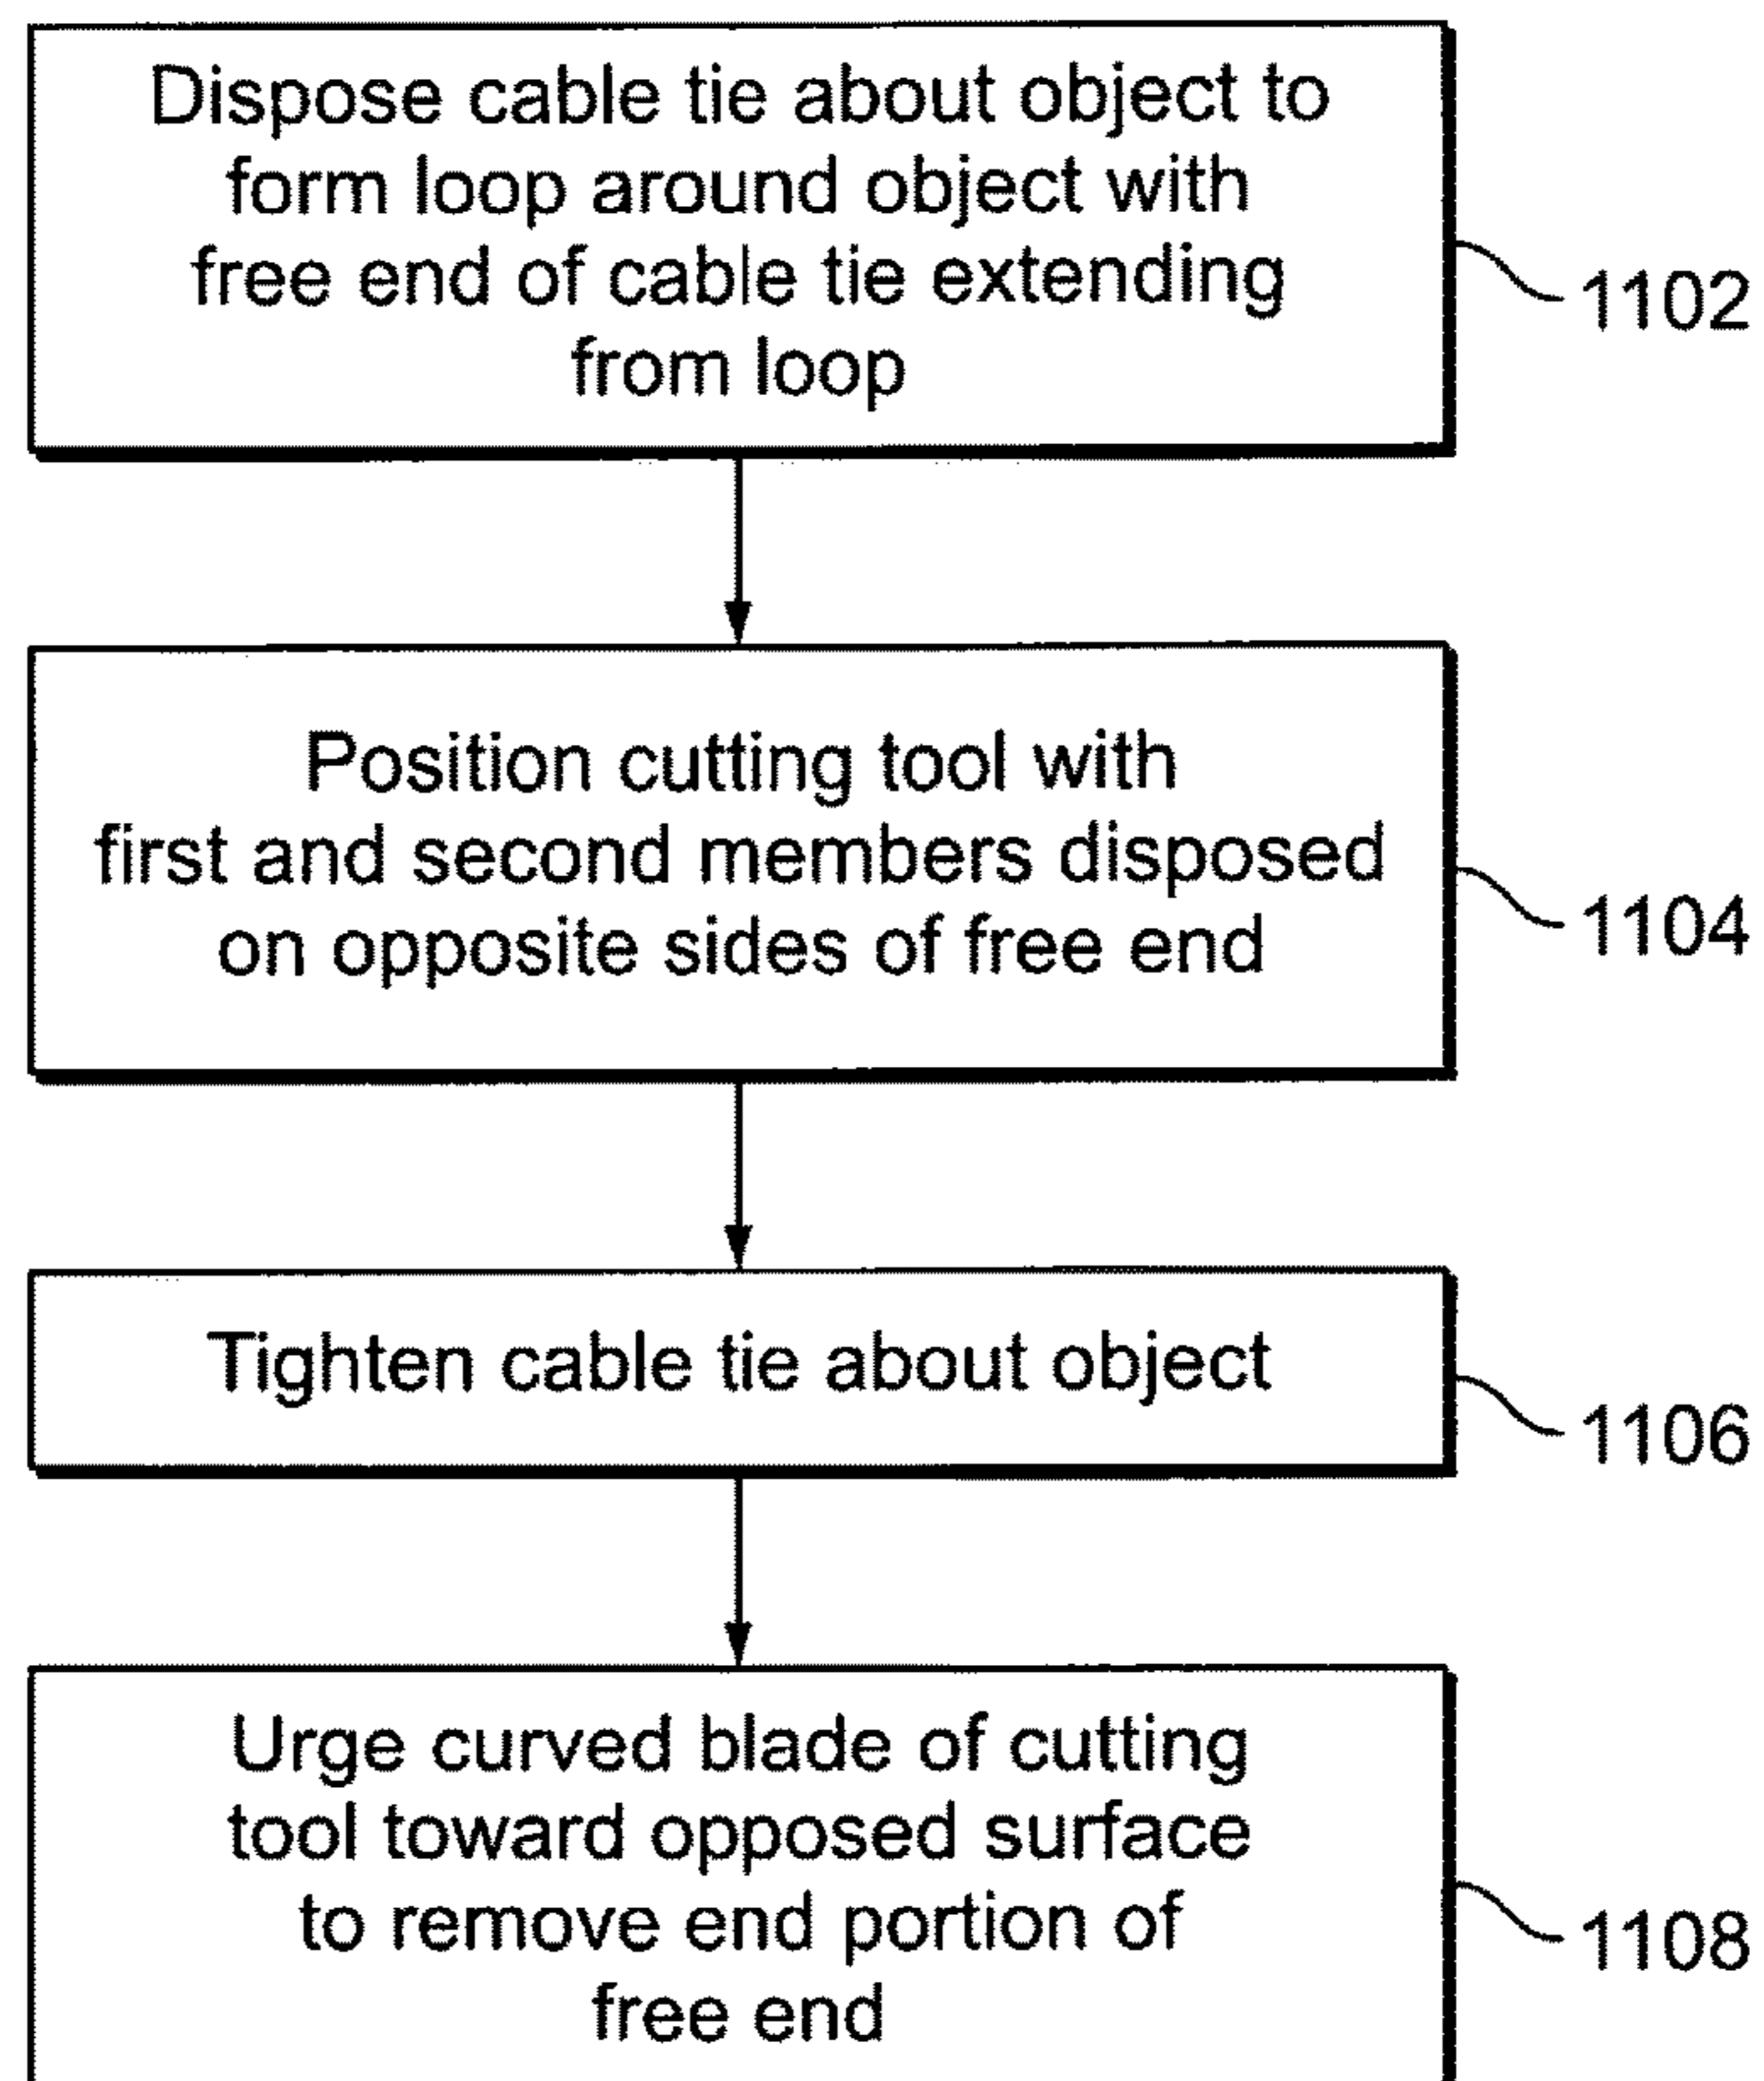 Dispose cable tie about object to
form loop around object with
free end of cable tie extending
from loop
1102
Position cutting tool with
first and second members disposed
on opposite sides of free end
1104
Tighten cable tie about object
1106
Urge curved blade of cutting
tool toward opposed surface
to remove end portion of
free end
1108